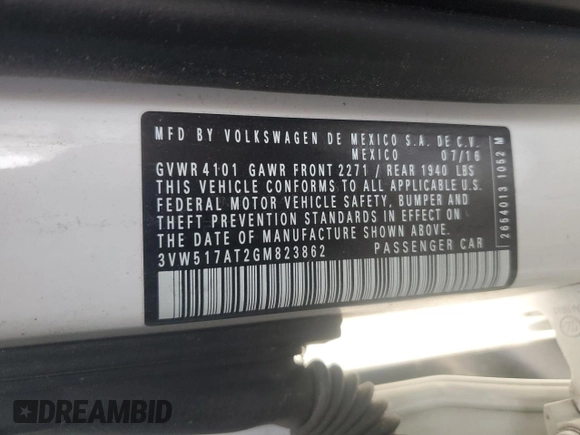 MFD BY VOLKSWAGEN DE MEXICO S.A. DE C.V.
MEXICO 07/16
GVWR 4101 GAWR FRONT 2271 / REAR 1940 LBS
THIS VEHICLE CONFORMS TO ALL APPLICABLE U.S.
FEDERAL MOTOR VEHICLE SAFETY, BUMPER AND
THEFT PREVENTION STANDARDS IN EFFECT ON
THE DATE OF MANUFACTURE SHOWN ABOVE.
3VW517AT2GM823862 PASSENGER CAR
2654013 1052 M
DREAMBID